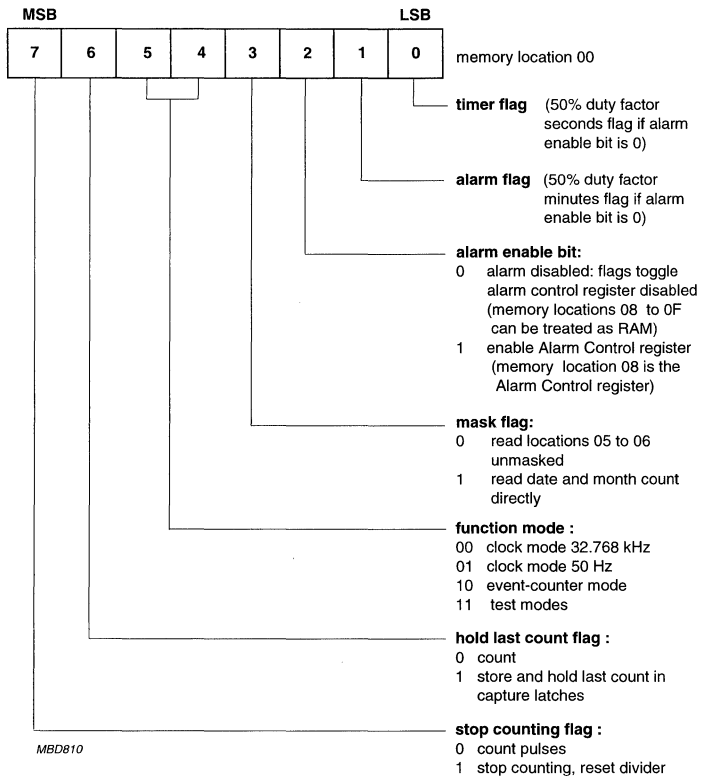 MSB LSB
7 6 5 4 3 2 1 0
memory location 00
timer flag (50% duty factor
seconds flag if alarm
enable bit is 0)
alarm flag (50% duty factor
minutes flag if alarm
enable bit is 0)
alarm enable bit:
0 alarm disabled: flags toggle
alarm control register disabled
(memory locations 08 to 0F
can be treated as RAM)
1 enable Alarm Control register
(memory location 08 is the
Alarm Control register)
mask flag:
0 read locations 05 to 06
unmasked
1 read date and month count
directly
function mode :
00 clock mode 32.768 kHz
01 clock mode 50 Hz
10 event-counter mode
11 test modes
hold last count flag :
0 count
1 store and hold last count in
capture latches
stop counting flag :
0 count pulses
1 stop counting, reset divider
MBD810